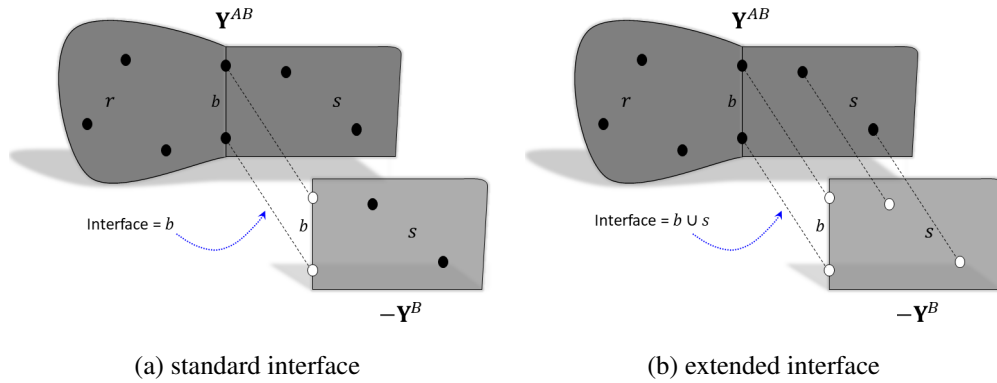 Y^{AB}
r
b
s
Interface = b
b
s
−Y^B
(a) standard interface
Y^{AB}
r
b
s
Interface = b ∪ s
b
s
−Y^B
(b) extended interface